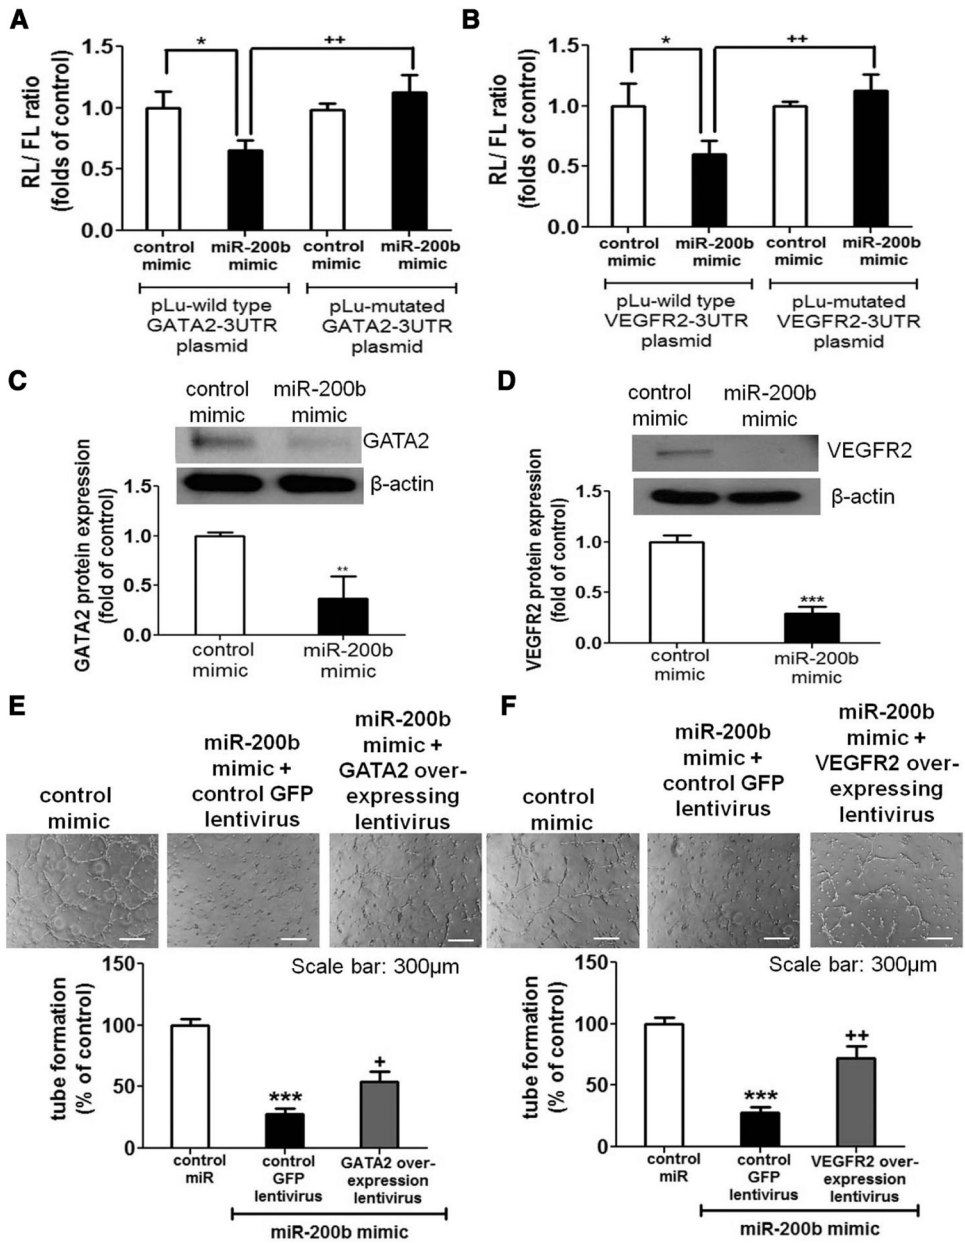 A
RL/ FL ratio
(folds of control)
1.5
1.0
0.5
0.0
*
++
control
mimic
miR-200b
mimic
control
mimic
miR-200b
mimic
pLu-wild type
GATA2-3UTR
plasmid
pLu-mutated
GATA2-3UTR
plasmid
B
RL/ FL ratio
(folds of control)
1.5
1.0
0.5
0.0
*
++
control
mimic
miR-200b
mimic
control
mimic
miR-200b
mimic
pLu-wild type
VEGFR2-3UTR
plasmid
pLu-mutated
VEGFR2-3UTR
plasmid
C
control
mimic
miR-200b
mimic
GATA2
β-actin
GATA2 protein expression
(fold of control)
1.5
1.0
0.5
0.0
**
control
mimic
miR-200b
mimic
D
control
mimic
miR-200b
mimic
VEGFR2
β-actin
VEGFR2 protein expression
(fold of control)
1.5
1.0
0.5
0.0
***
control
mimic
miR-200b
mimic
E
control
mimic
miR-200b
mimic +
control GFP
lentivirus
miR-200b
mimic +
GATA2 over-
expressing
lentivirus
Scale bar: 300μm
tube formation
(% of control)
150
100
50
0
***
+
control
miR
control
GFP
lentivirus
GATA2 over-
expression
lentivirus
miR-200b mimic
F
control
mimic
miR-200b
mimic +
control GFP
lentivirus
miR-200b
mimic +
VEGFR2 over-
expressing
lentivirus
Scale bar: 300μm
tube formation
(% of control)
150
100
50
0
***
++
control
miR
control
GFP
lentivirus
VEGFR2 over-
expression
lentivirus
miR-200b mimic